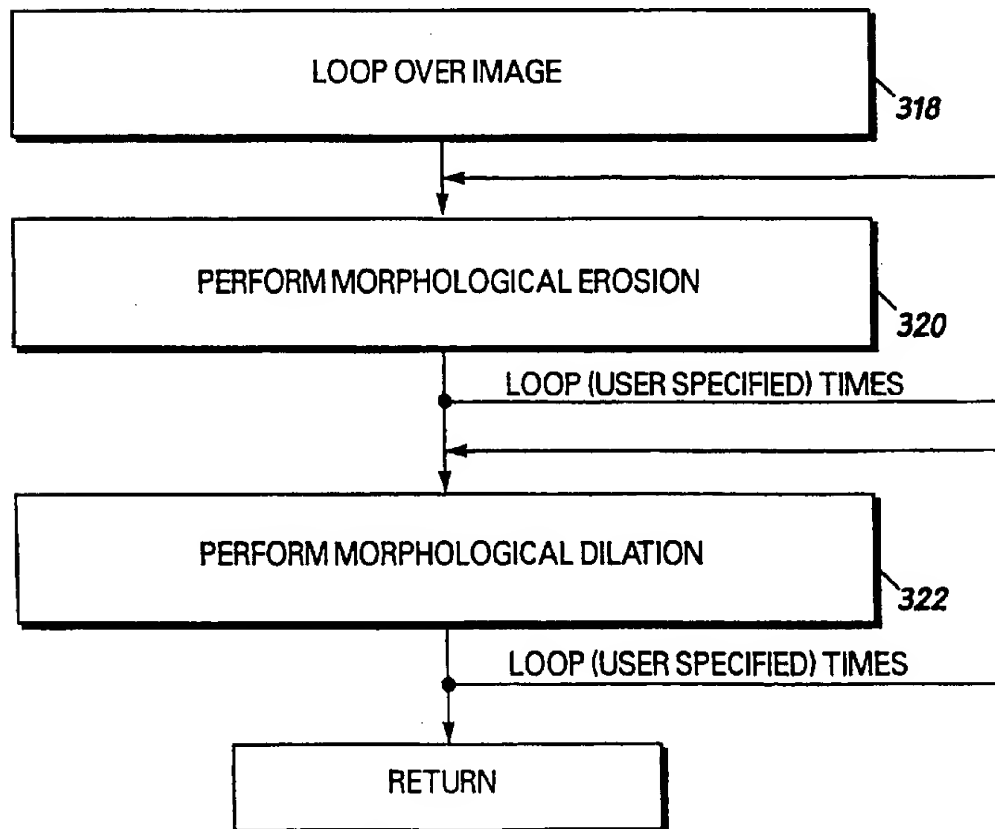 LOOP OVER IMAGE
318
PERFORM MORPHOLOGICAL EROSION
320
LOOP (USER SPECIFIED) TIMES
PERFORM MORPHOLOGICAL DILATION
322
LOOP (USER SPECIFIED) TIMES
RETURN